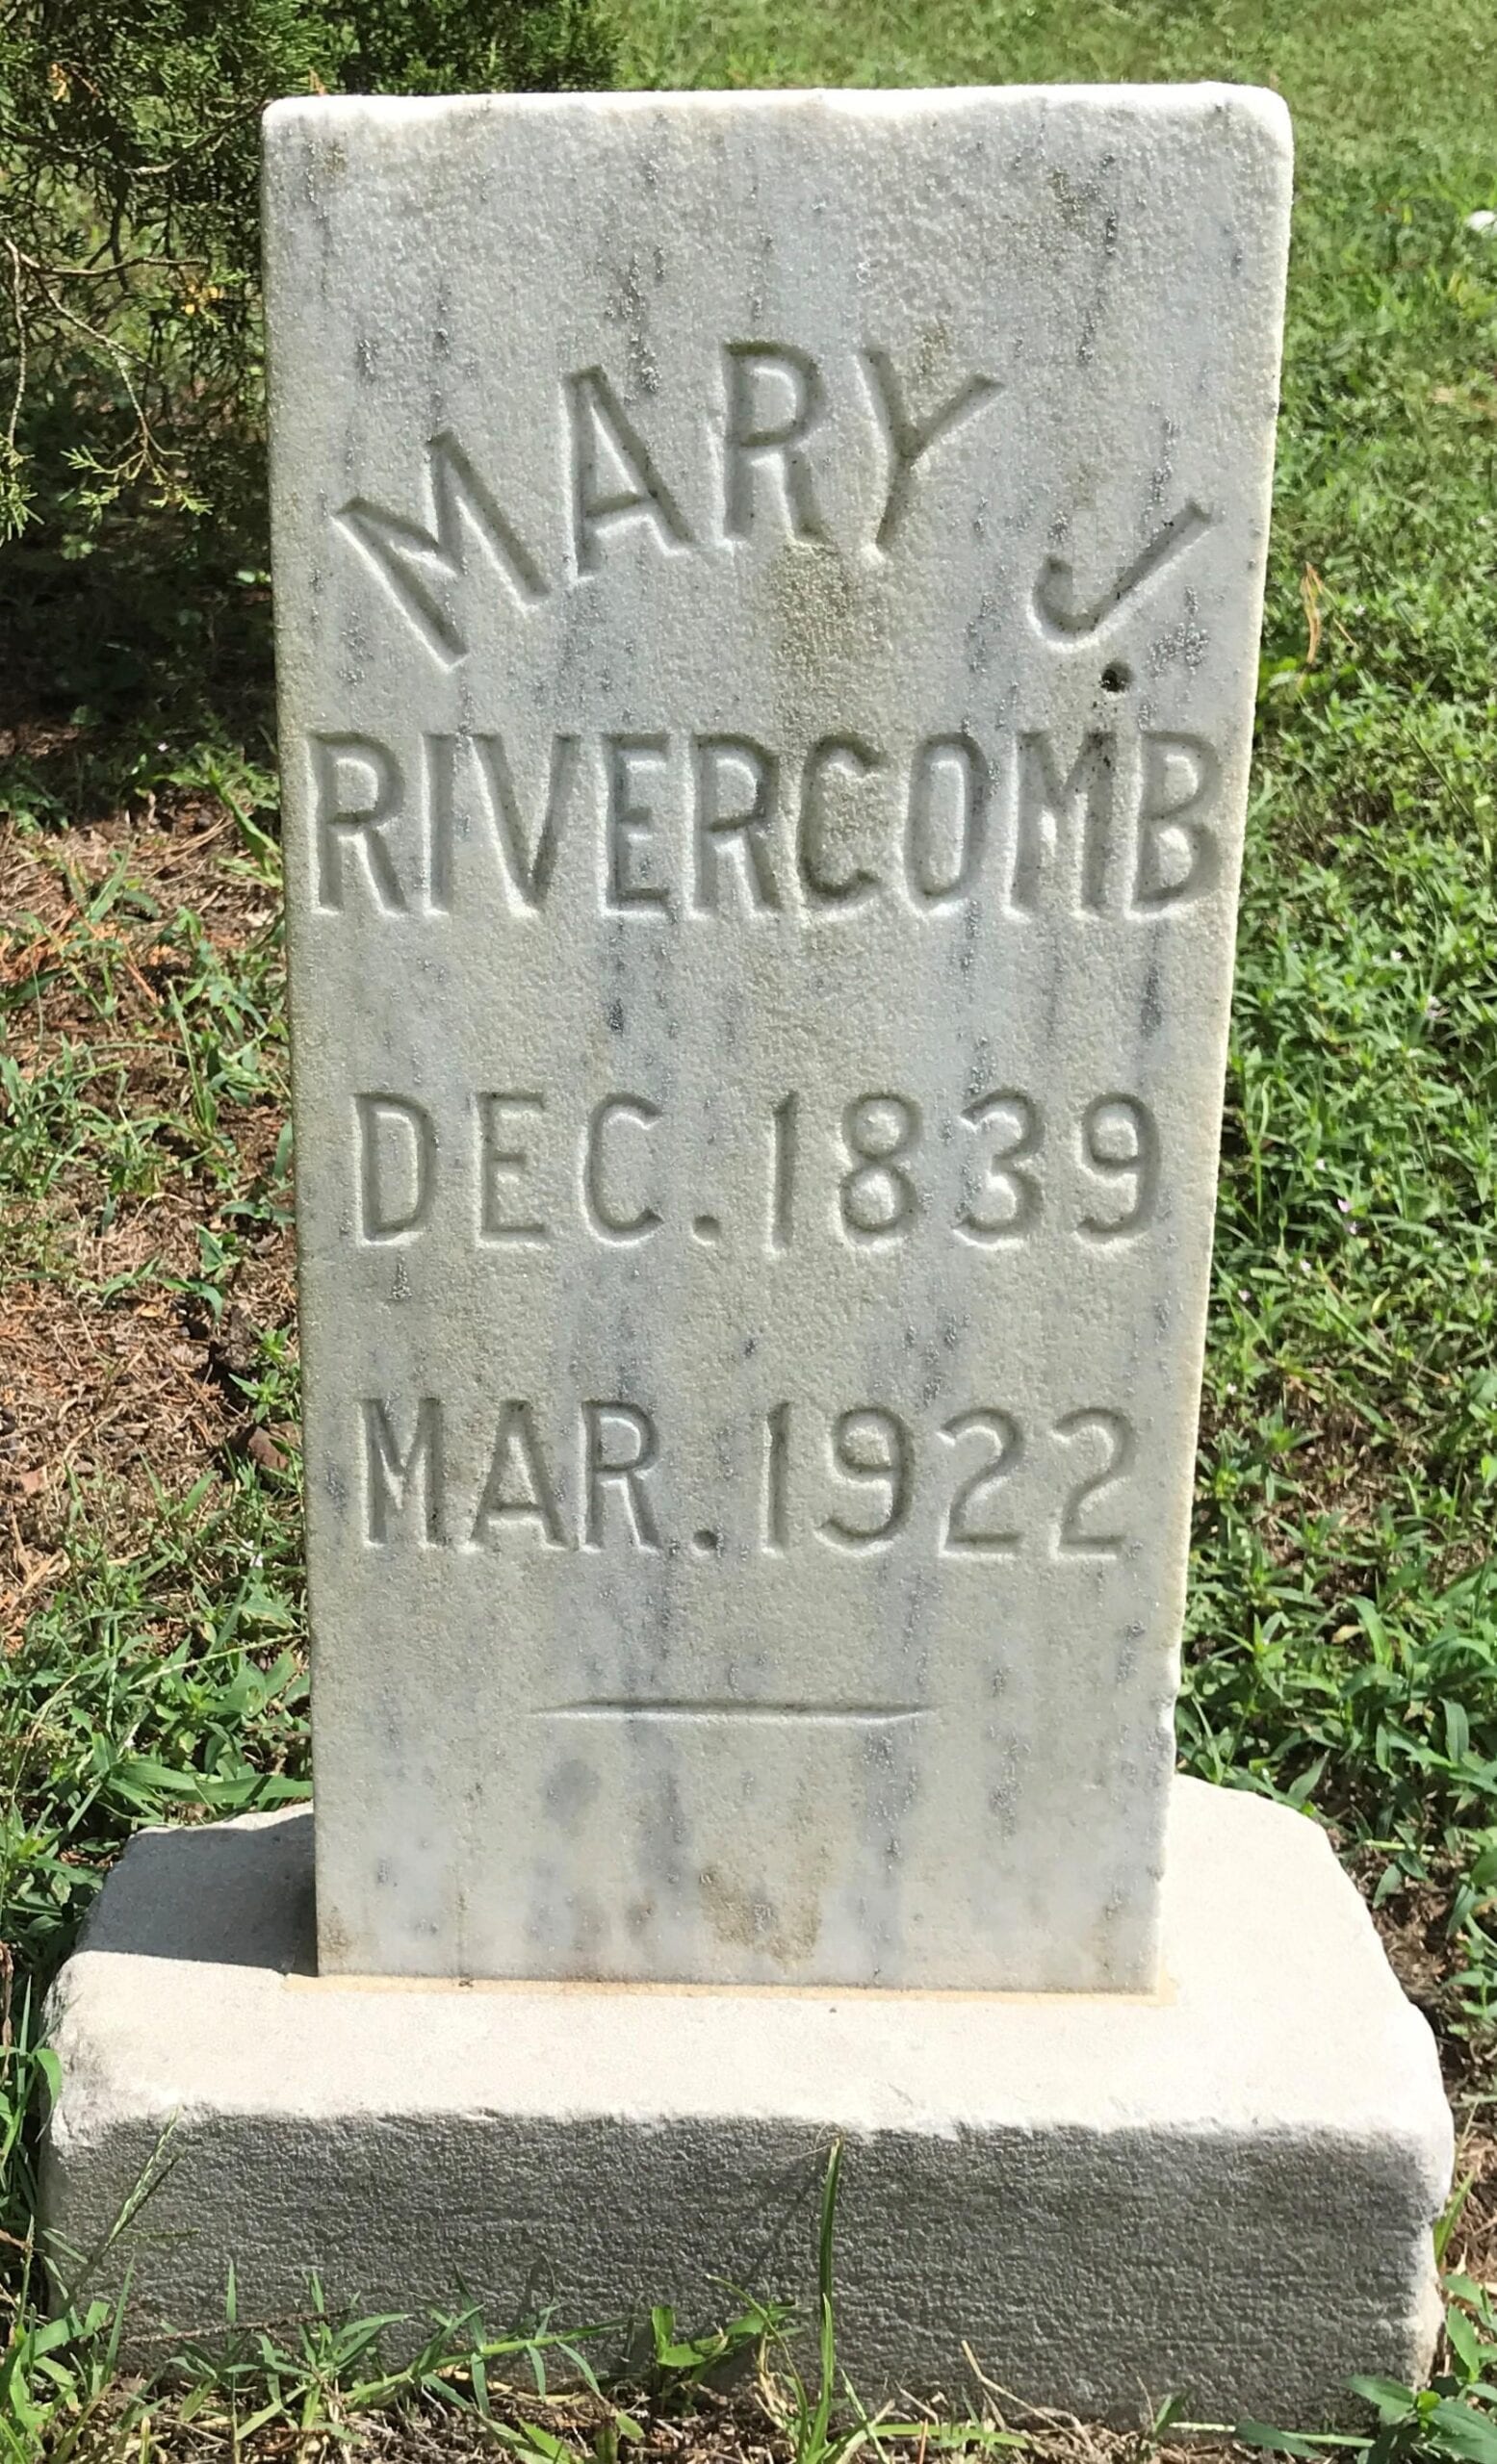 MARY J.
RIVERCOMB
DEC. 1839
MAR. 1922